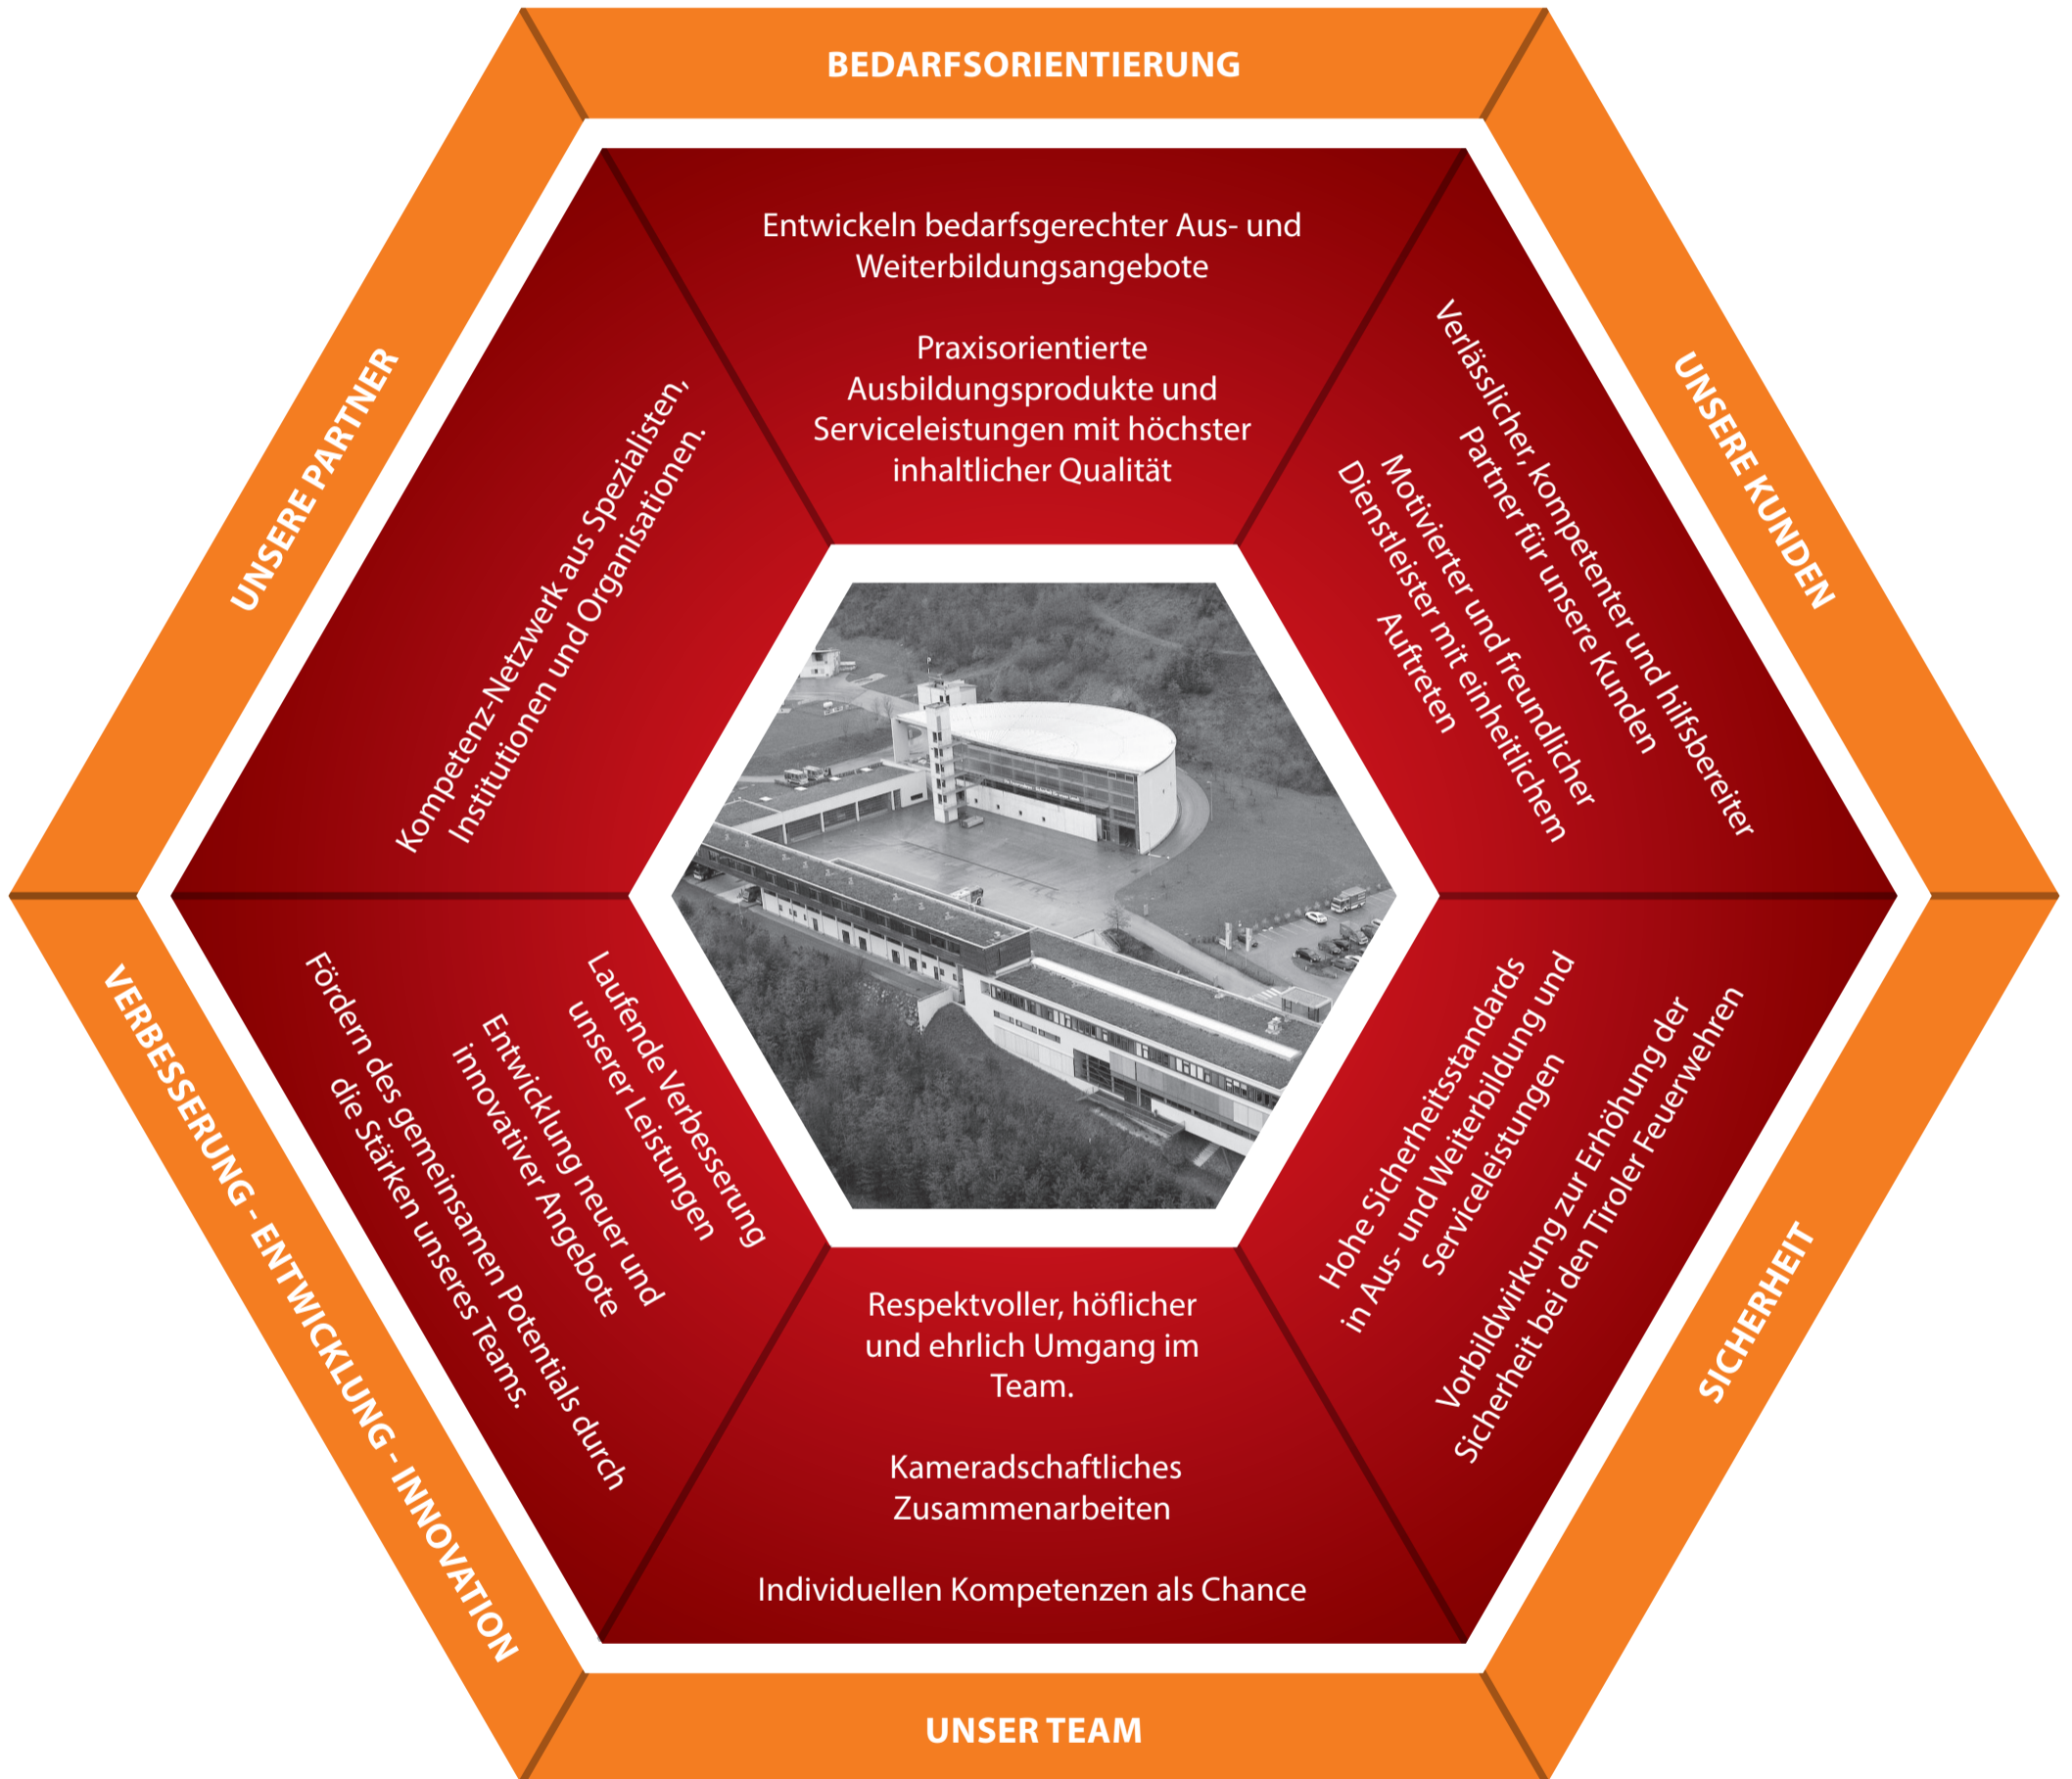 BEDARFSORIENTIERUNG
Entwickeln bedarfsgerechter Aus- und
Weiterbildungsangebote
Praxisorientierte
Ausbildungsprodukte und
Serviceleistungen mit höchster
inhaltlicher Qualität
UNSERE KUNDEN
Verlässlicher, kompetenter und hilfsbereiter
Partner für unsere Kunden
Motivierter und freundlicher
Dienstleister mit einheitlichem
Auftreten
SICHERHEIT
Hohe Sicherheitsstandards
in Aus- und Weiterbildung und
Serviceleistungen
Vorbildwirkung zur Erhöhung der
Sicherheit bei den Tiroler Feuerwehren
UNSER TEAM
Respektvoller, höflicher
und ehrlich Umgang im
Team.
Kameradschaftliches
Zusammenarbeiten
Individuellen Kompetenzen als Chance
VERBESSERUNG - ENTWICKLUNG - INNOVATION
Laufende Verbesserung
unserer Leistungen
Entwicklung neuer und
innovativer Angebote
Fördern des gemeinsamen Potentials durch
die Stärken unseres Teams.
UNSERE PARTNER
Kompetenz-Netzwerk aus Spezialisten,
Institutionen und Organisationen.